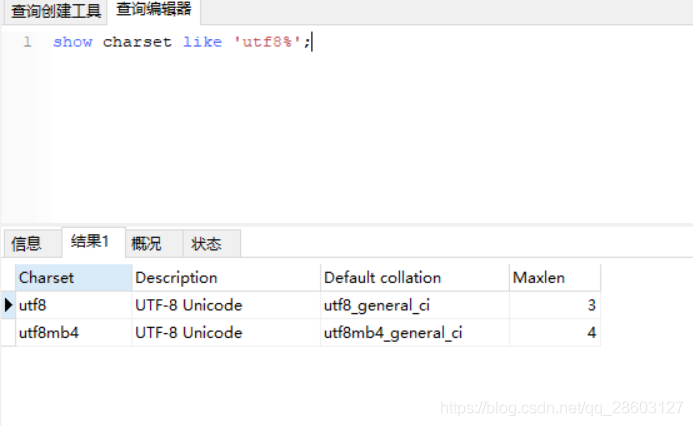 查询创建工具 查询编辑器
1 show charset like 'utf8%';
信息 结果1 概况 状态
Charset Description Default collation Maxlen
utf8 UTF-8 Unicode utf8_general_ci 3
utf8mb4 UTF-8 Unicode utf8mb4_general_ci 4
https://blog.csdn.net/qq_28603127